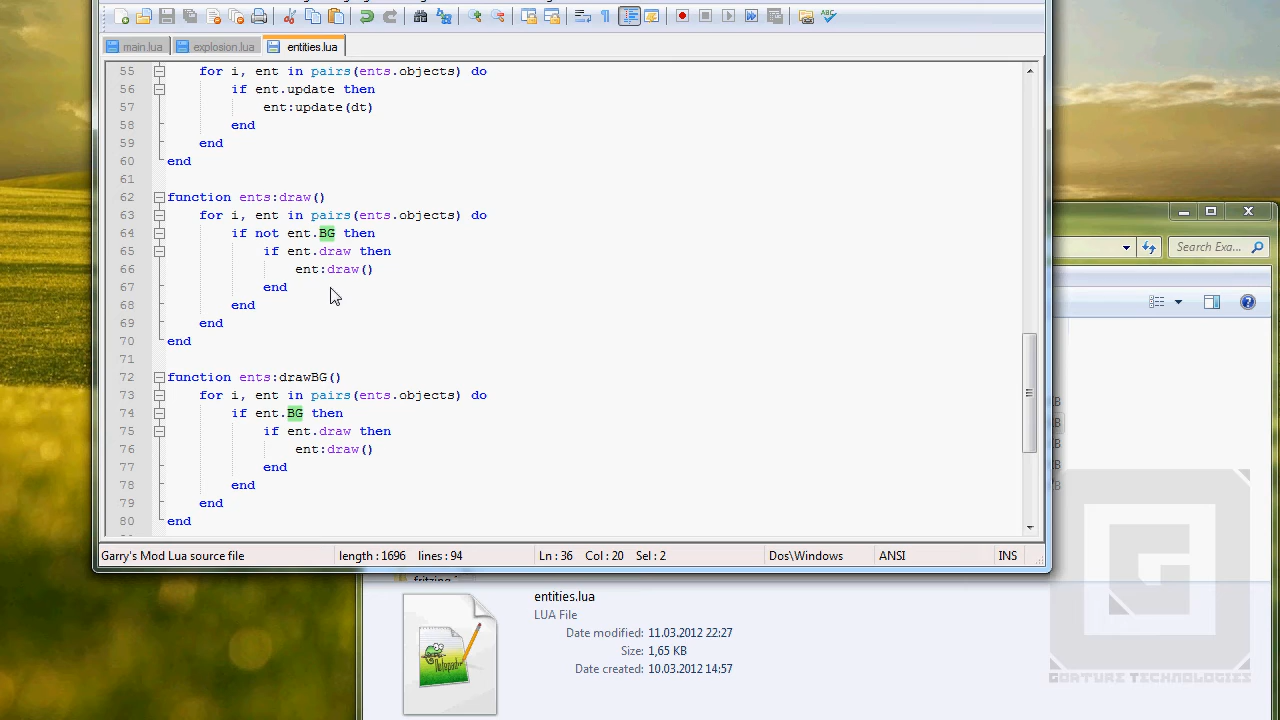 main.lua explosion.lua entities.lua
55 for i, ent in pairs(ents.objects) do
56 if ent.update then
57 ent:update(dt)
58 end
59 end
60 end
61
62 function ents:draw()
63 for i, ent in pairs(ents.objects) do
64 if not ent.BG then
65 if ent.draw then
66 ent:draw()
67 end
68 end
69 end
70 end
71
72 function ents:drawBG()
73 for i, ent in pairs(ents.objects) do
74 if ent.BG then
75 if ent.draw then
76 ent:draw()
77 end
78 end
79 end
80 end
Garry's Mod Lua source file length : 1696 lines : 94 Ln : 36 Col : 20 Sel : 2 Dos\Windows ANSI INS
Search Exa...
entities.lua
LUA File
Date modified: 11.03.2012 22:27
Size: 1,65 KB
Date created: 10.03.2012 14:57
Notepad++
G
GORTURE TECHNOLOGIES